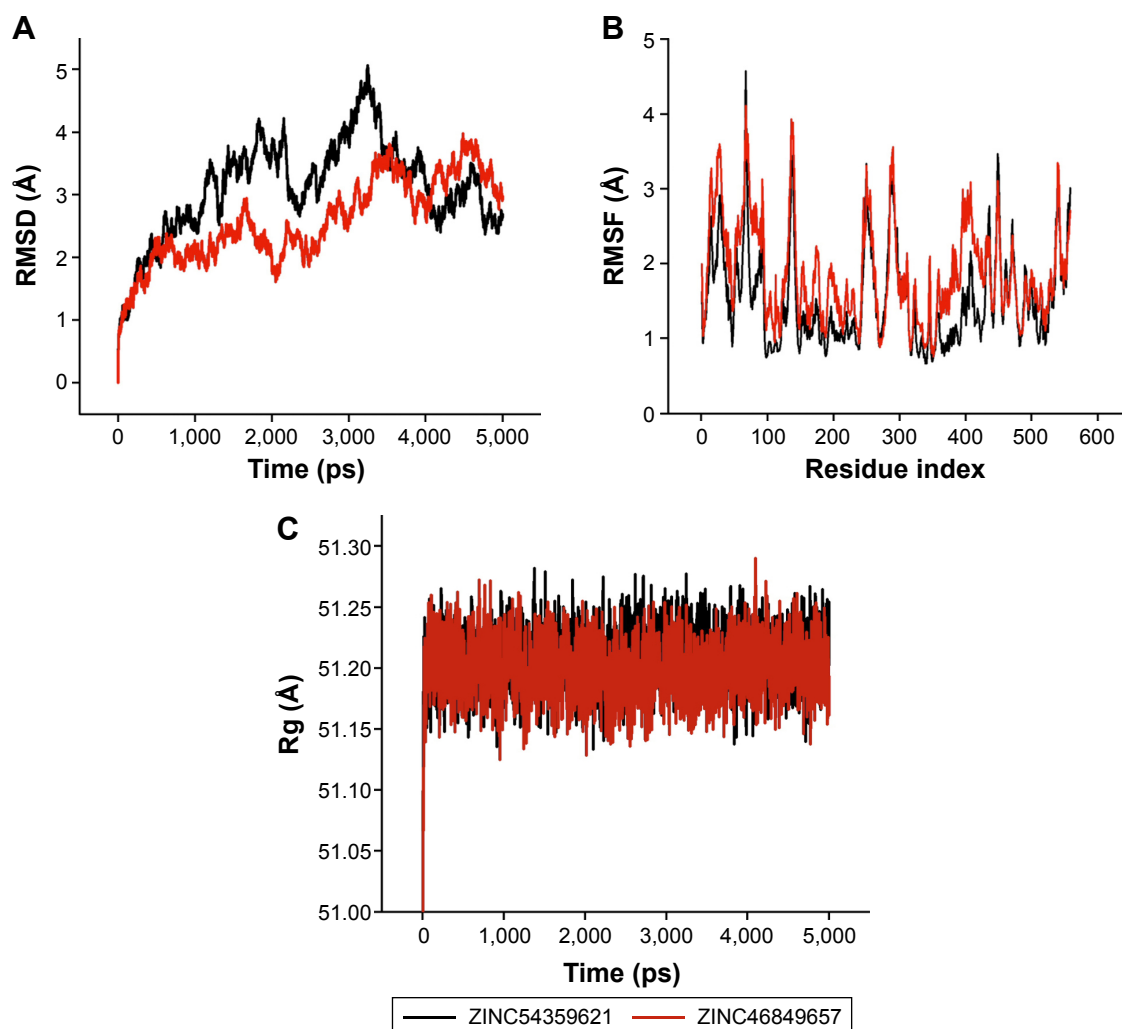 A
RMSD (Å)
5
4
3
2
1
0
0 1,000 2,000 3,000 4,000 5,000
Time (ps)
B
RMSF (Å)
5
4
3
2
1
0
0 100 200 300 400 500 600
Residue index
C
Rg (Å)
51.30
51.25
51.20
51.15
51.10
51.05
51.00
0 1,000 2,000 3,000 4,000 5,000
Time (ps)
ZINC54359621 ZINC46849657